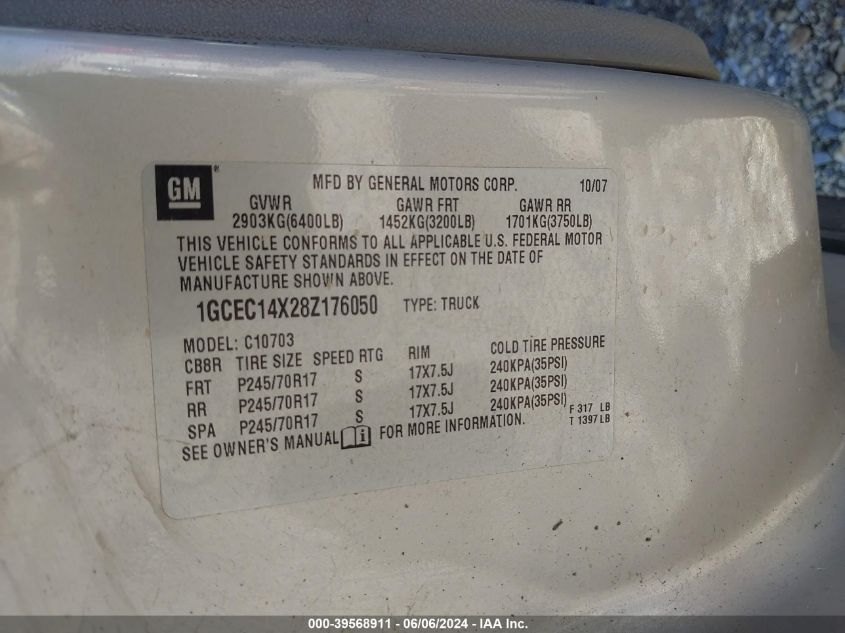 GM®
MFD BY GENERAL MOTORS CORP. 10/07
GVWR GAWR FRT GAWR RR
2903KG(6400LB) 1452KG(3200LB) 1701KG(3750LB)
THIS VEHICLE CONFORMS TO ALL APPLICABLE U.S. FEDERAL MOTOR
VEHICLE SAFETY STANDARDS IN EFFECT ON THE DATE OF
MANUFACTURE SHOWN ABOVE.
1GCEC14X28Z176050 TYPE: TRUCK
MODEL: C10703
CB8R TIRE SIZE SPEED RTG RIM COLD TIRE PRESSURE
FRT P245/70R17 S 17X7.5J 240KPA(35PSI)
RR P245/70R17 S 17X7.5J 240KPA(35PSI)
SPA P245/70R17 S 17X7.5J 240KPA(35PSI)
SEE OWNER'S MANUAL FOR MORE INFORMATION.
F 317 LB
T 1397 LB
000-39568911 - 06/06/2024 - IAA Inc.